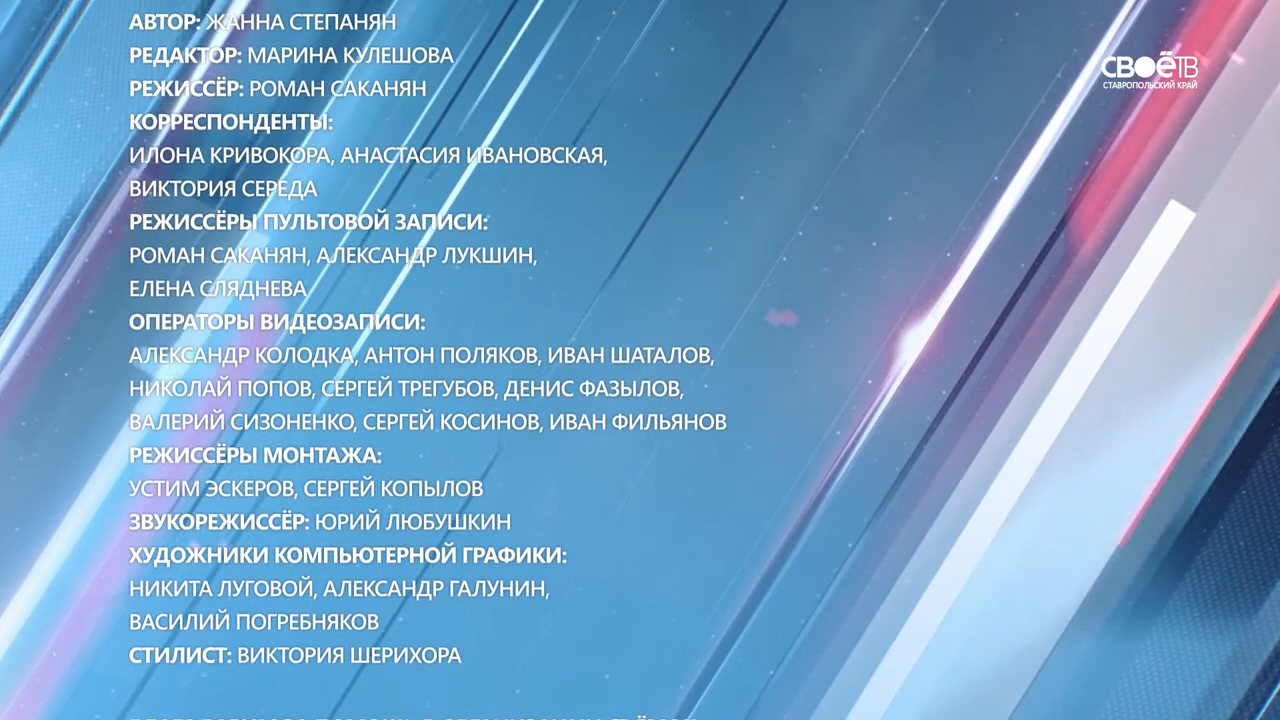 АВТОР: ЖАННА СТЕПАНЯН
РЕДАКТОР: МАРИНА КУЛЕШОВА
РЕЖИССЁР: РОМАН САКАНЯН
КОРРЕСПОНДЕНТЫ:
ИЛОНА КРИВОКОРА, АНАСТАСИЯ ИВАНОВСКАЯ,
ВИКТОРИЯ СЕРЕДА
РЕЖИССЁРЫ ПУЛЬТОВОЙ ЗАПИСИ:
РОМАН САКАНЯН, АЛЕКСАНДР ЛУКШИН,
ЕЛЕНА СЛЯДНЕВА
ОПЕРАТОРЫ ВИДЕОЗАПИСИ:
АЛЕКСАНДР КОЛОДКА, АНТОН ПОЛЯКОВ, ИВАН ШАТАЛОВ,
НИКОЛАЙ ПОПОВ, СЕРГЕЙ ТРЕГУБОВ, ДЕНИС ФАЗЫЛОВ,
ВАЛЕРИЙ СИЗОНЕНКО, СЕРГЕЙ КОСИНОВ, ИВАН ФИЛЬЯНОВ
РЕЖИССЁРЫ МОНТАЖА:
УСТИМ ЭСКЕРОВ, СЕРГЕЙ КОПЫЛОВ
ЗВУКОРЕЖИССЁР: ЮРИЙ ЛЮБУШКИН
ХУДОЖНИКИ КОМПЬЮТЕРНОЙ ГРАФИКИ:
НИКИТА ЛУГОВОЙ, АЛЕКСАНДР ГАЛУНИН,
ВАСИЛИЙ ПОГРЕБНЯКОВ
СТИЛИСТ: ВИКТОРИЯ ШЕРИХОРА
СВОЁТВ
СТАВРОПОЛЬСКИЙ КРАЙ